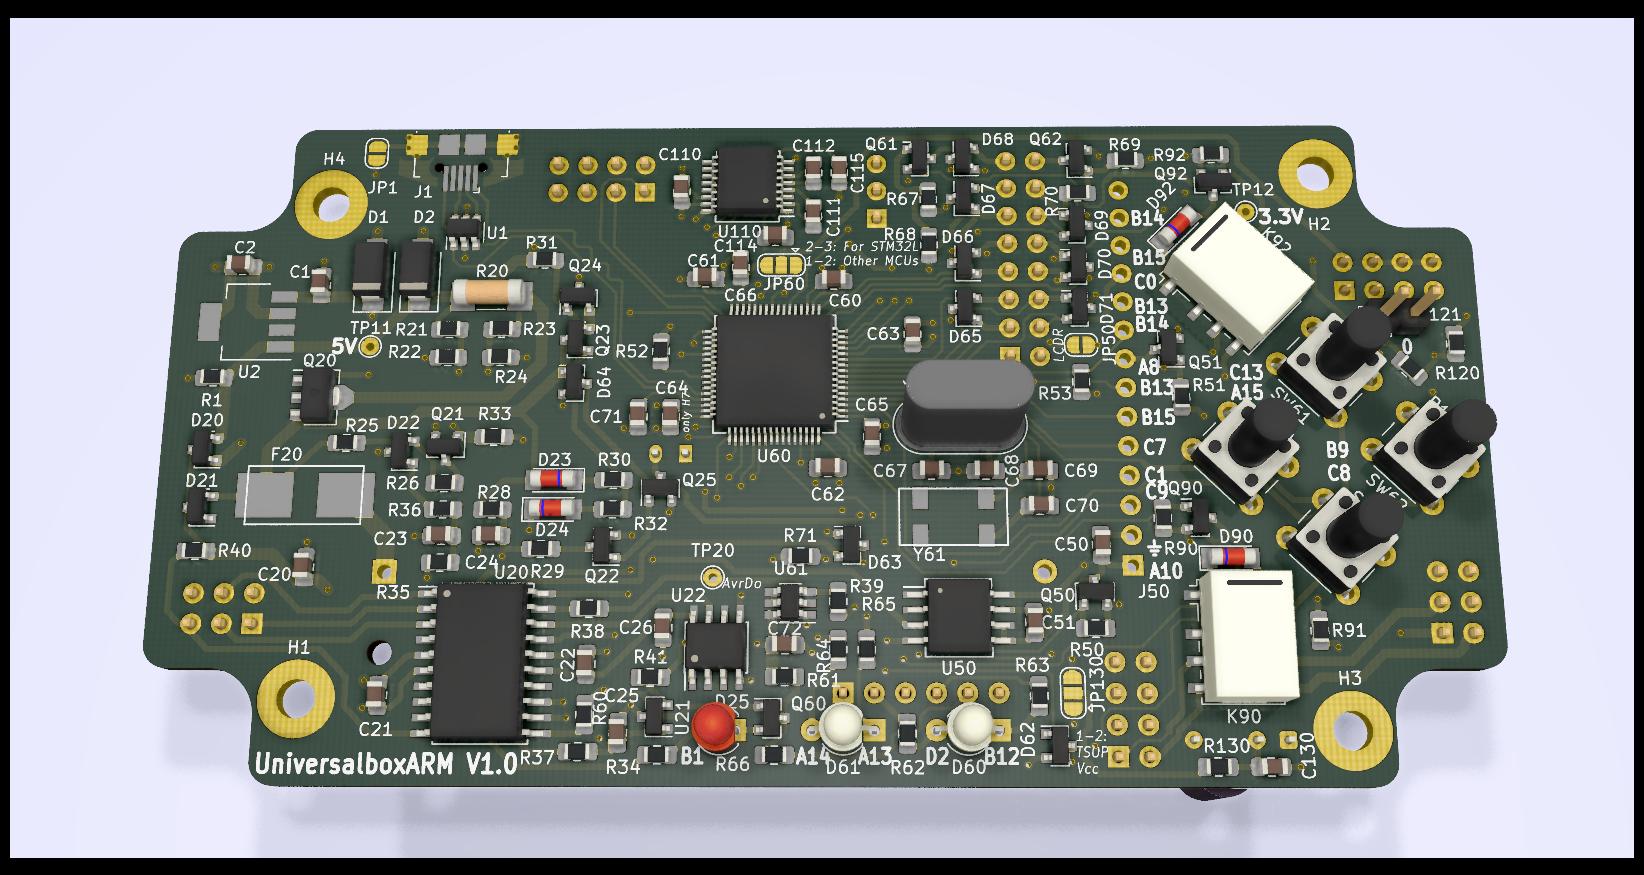 H4
JP1
J1
D1
D2
U1
C2
C1
R31
Q24
R20
TP11
5V
R21
R22
R23
R24
Q23
D64
R52
U2
Q20
R1
D20
D21
F20
R25
D22
Q21
R33
R26
R36
R28
D23
D24
R30
R32
Q25
C23
C24
U20
R29
Q22
R40
C20
R35
C110
U110
C112
C115
C111
C114
C61
C66
JP60
C60
2-3: For STM32L
1-2: Other MCUs
Q61
D68
Q62
R69
R67
D67
R70
D69
R68
D66
D70
D71
D65
C63
LCDR
JP50
R53
R92
Q92
D92
TP12
3.3V
K92
H2
B14
B15
C0
B13
B14
A8
B13
B15
C7
C1
C9
A10
J50
Q51
R51
C13
A15
SW61
B9
C8
121
0
R120
C71
C64
only H7
U60
C65
C62
C67
C68
C69
C70
Y61
R71
D63
TP20
AvrDo
U61
U22
R39
R65
C72
R64
R61
C26
R38
C22
R41
C25
R60
U21
D25
Q60
U50
C50
Q50
C51
R50
R63
JP130
D62
1-2:
TSUP
Vcc
Q90
R90
D90
K90
R91
H3
R130
C130
H1
C21
UniversalboxARM V1.0
R37
R34
B1
R66
A14
D61
A13
R62
D2
D60
B12